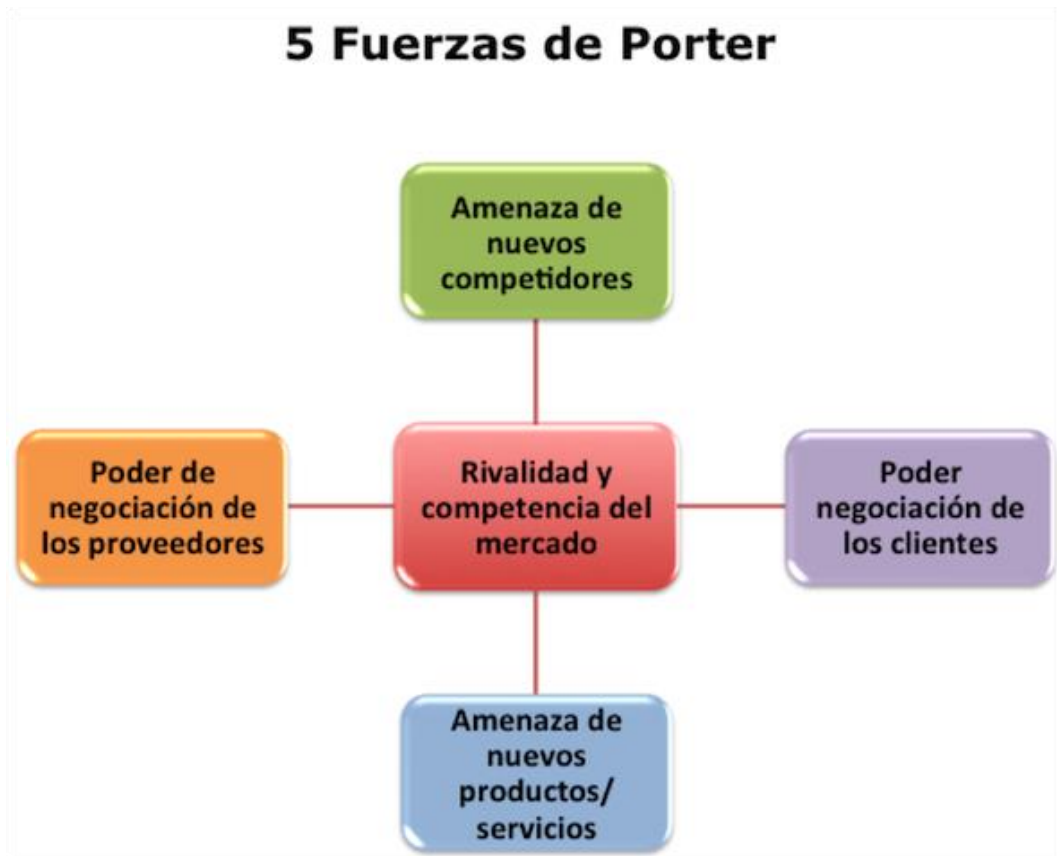 5 Fuerzas de Porter
Amenaza de
nuevos
competidores
Poder de
negociación de
los proveedores
Rivalidad y
competencia del
mercado
Poder
negociación de
los clientes
Amenaza de
nuevos
productos/
servicios